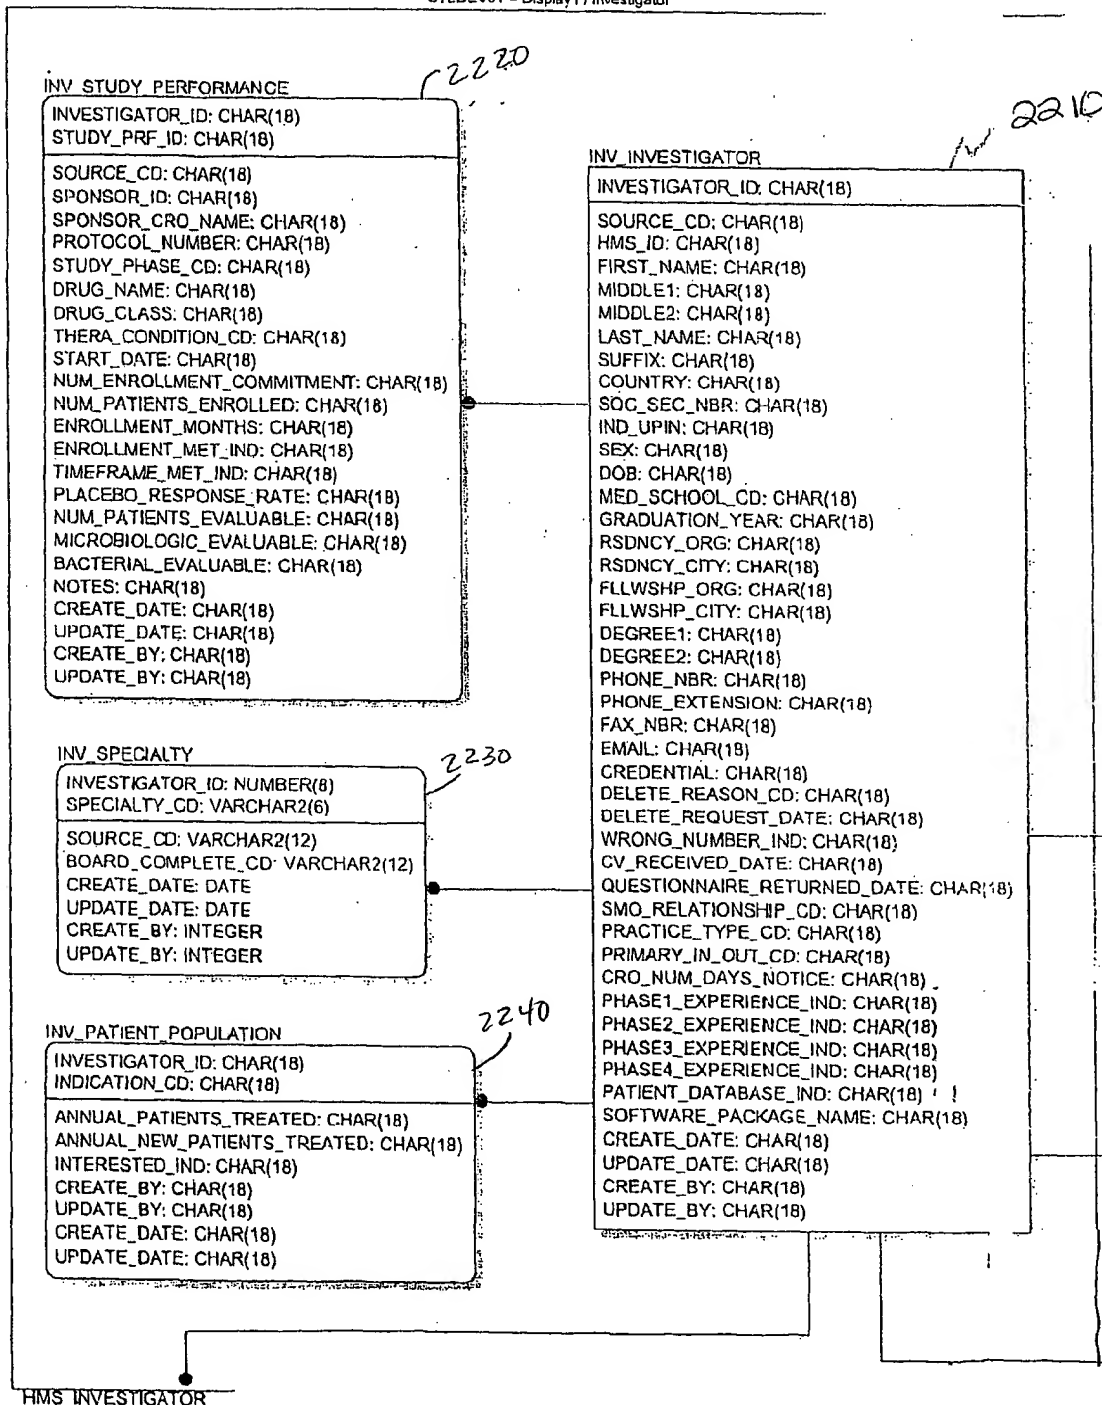 Display1 / Investigator
2220
INV_STUDY_PERFORMANCE
INVESTIGATOR_ID: CHAR(18)
STUDY_PRF_ID: CHAR(18)
SOURCE_CD: CHAR(18)
SPONSOR_ID: CHAR(18)
SPONSOR_CRO_NAME: CHAR(18)
PROTOCOL_NUMBER: CHAR(18)
STUDY_PHASE_CD: CHAR(18)
DRUG_NAME: CHAR(18)
DRUG_CLASS: CHAR(18)
THERA_CONDITION_CD: CHAR(18)
START_DATE: CHAR(18)
NUM_ENROLLMENT_COMMITMENT: CHAR(18)
NUM_PATIENTS_ENROLLED: CHAR(18)
ENROLLMENT_MONTHS: CHAR(18)
ENROLLMENT_MET_IND: CHAR(18)
TIMEFRAME_MET_IND: CHAR(18)
PLACEBO_RESPONSE_RATE: CHAR(18)
NUM_PATIENTS_EVALUABLE: CHAR(18)
MICROBIOLOGIC_EVALUABLE: CHAR(18)
BACTERIAL_EVALUABLE: CHAR(18)
NOTES: CHAR(18)
CREATE_DATE: CHAR(18)
UPDATE_DATE: CHAR(18)
CREATE_BY: CHAR(18)
UPDATE_BY: CHAR(18)
INV_SPECIALTY
2230
INVESTIGATOR_ID: NUMBER(8)
SPECIALTY_CD: VARCHAR2(6)
SOURCE_CD: VARCHAR2(12)
BOARD_COMPLETE_CD: VARCHAR2(12)
CREATE_DATE: DATE
UPDATE_DATE: DATE
CREATE_BY: INTEGER
UPDATE_BY: INTEGER
INV_PATIENT_POPULATION
2240
INVESTIGATOR_ID: CHAR(18)
INDICATION_CD: CHAR(18)
ANNUAL_PATIENTS_TREATED: CHAR(18)
ANNUAL_NEW_PATIENTS_TREATED: CHAR(18)
INTERESTED_IND: CHAR(18)
CREATE_BY: CHAR(18)
UPDATE_BY: CHAR(18)
CREATE_DATE: CHAR(18)
UPDATE_DATE: CHAR(18)
2210
INV_INVESTIGATOR
INVESTIGATOR_ID: CHAR(18)
SOURCE_CD: CHAR(18)
HMS_ID: CHAR(18)
FIRST_NAME: CHAR(18)
MIDDLE1: CHAR(18)
MIDDLE2: CHAR(18)
LAST_NAME: CHAR(18)
SUFFIX: CHAR(18)
COUNTRY: CHAR(18)
SOC_SEC_NBR: CHAR(18)
IND_UPIN: CHAR(18)
SEX: CHAR(18)
DOB: CHAR(18)
MED_SCHOOL_CD: CHAR(18)
GRADUATION_YEAR: CHAR(18)
RSDNCY_ORG: CHAR(18)
RSDNCY_CITY: CHAR(18)
FLLWSHP_ORG: CHAR(18)
FLLWSHP_CITY: CHAR(18)
DEGREE1: CHAR(18)
DEGREE2: CHAR(18)
PHONE_NBR: CHAR(18)
PHONE_EXTENSION: CHAR(18)
FAX_NBR: CHAR(18)
EMAIL: CHAR(18)
CREDENTIAL: CHAR(18)
DELETE_REASON_CD: CHAR(18)
DELETE_REQUEST_DATE: CHAR(18)
WRONG_NUMBER_IND: CHAR(18)
CV_RECEIVED_DATE: CHAR(18)
QUESTIONNAIRE_RETURNED_DATE: CHAR(18)
SMO_RELATIONSHIP_CD: CHAR(18)
PRACTICE_TYPE_CD: CHAR(18)
PRIMARY_IN_OUT_CD: CHAR(18)
CRO_NUM_DAYS_NOTICE: CHAR(18)
PHASE1_EXPERIENCE_IND: CHAR(18)
PHASE2_EXPERIENCE_IND: CHAR(18)
PHASE3_EXPERIENCE_IND: CHAR(18)
PHASE4_EXPERIENCE_IND: CHAR(18)
PATIENT_DATABASE_IND: CHAR(18)
SOFTWARE_PACKAGE_NAME: CHAR(18)
CREATE_DATE: CHAR(18)
UPDATE_DATE: CHAR(18)
CREATE_BY: CHAR(18)
UPDATE_BY: CHAR(18)
HMS_INVESTIGATOR